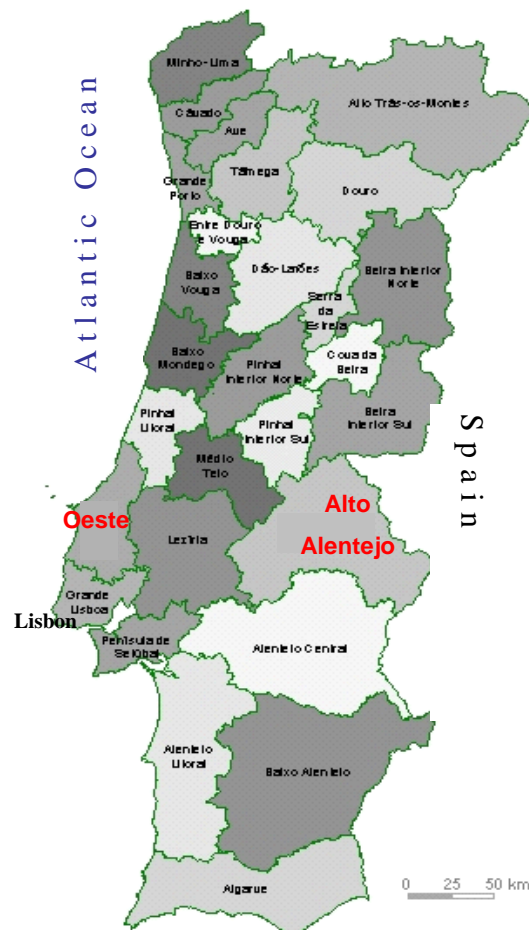 Atlantic Ocean
Minho-Lima
Alto Trás-os-Montes
Cávado
Ave
Tâmega
Grande
Porto
Douro
Entre Douro
e Vouga
Dão-Lafões
Beira Interior
Norte
Baixo
Vouga
Serra
da
Estrela
Baixo
Mondego
Pinhal
Interior Norte
Cova da
Beira
Pinhal
Litoral
Pinhal
Interior Sul
Beira
Interior Sul
Spain
Médio
Tejo
Oeste
Alto
Alentejo
Lezíria
Grande
Lisboa
Lisbon
Península de
Setúbal
Alentejo Central
Alentejo
Litoral
Baixo Alentejo
Algarve
0 25 50 km